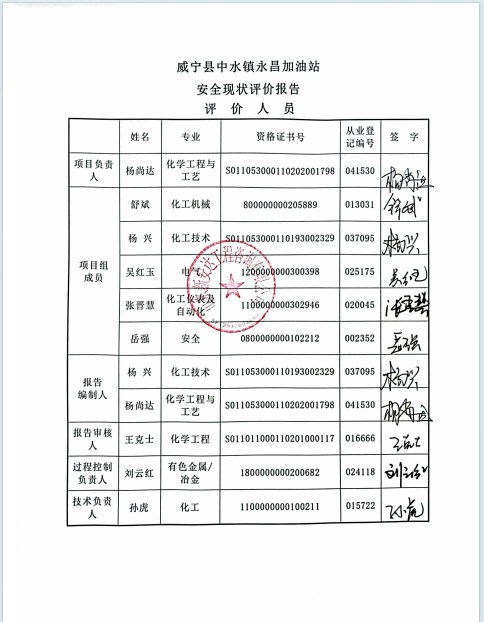 威宁县中水镇永昌加油站
安全现状评价报告
评 价 人 员
姓名 专业 资格证书号 从业登记编号 签 字
项目负责人 杨尚达 化学工程与工艺 S011053000110202001798 041530 杨尚达
项目组成员 舒斌 化工机械 800000000205889 013031 舒斌
杨 兴 化工技术 S011053000110193002329 037095 杨兴
吴红玉 电气 1200000000300398 025175 吴红玉
张晋慧 化工仪表及自动化 1100000000302946 020045
岳强 安全 0800000000102212 002352 岳强
报告编制人 杨 兴 化工技术 S011053000110193002329 037095 杨兴
杨尚达 化学工程与工艺 S011053000110202001798 041530 杨尚达
报告审核人 王克士 化学工程 S011011000110201000117 016666 王克士
过程控制负责人 刘云红 有色金属/冶金 1800000000200682 024118 刘云红
技术负责人 孙虎 化工 1100000000100211 015722 孙虎